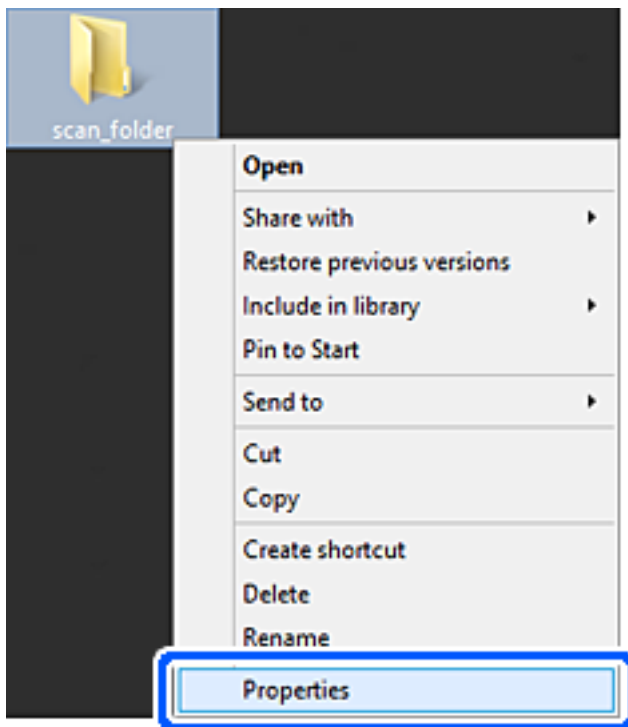 scan_folder
Open
Share with
Restore previous versions
Include in library
Pin to Start
Send to
Cut
Copy
Create shortcut
Delete
Rename
Properties